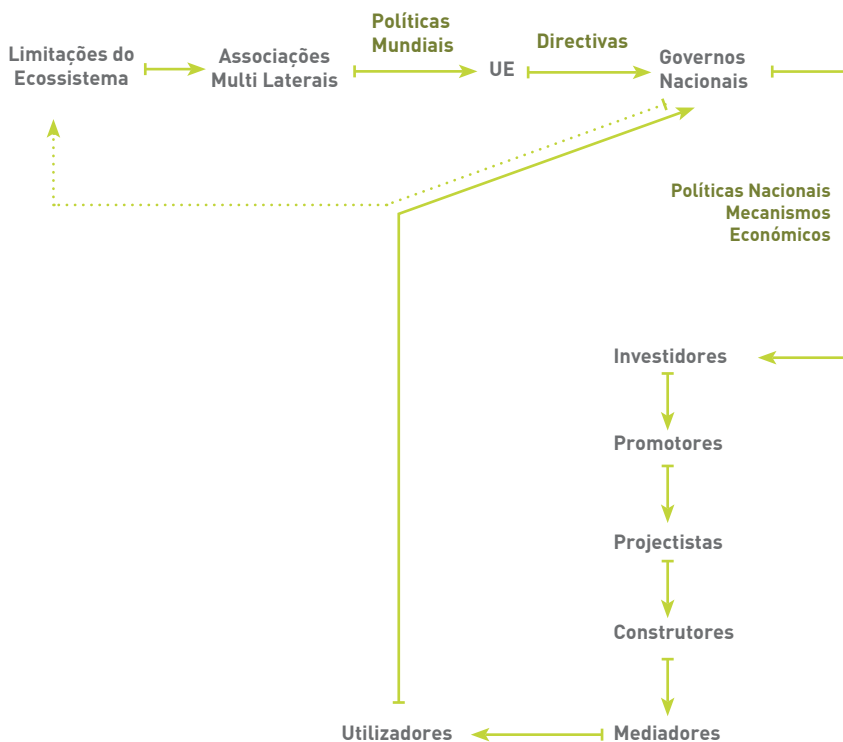 Limitações do
Ecossistema
Associações
Multi Laterais
Políticas
Mundiais
UE
Directivas
Governos
Nacionais
Políticas Nacionais
Mecanismos
Económicos
Investidores
Promotores
Projectistas
Construtores
Mediadores
Utilizadores